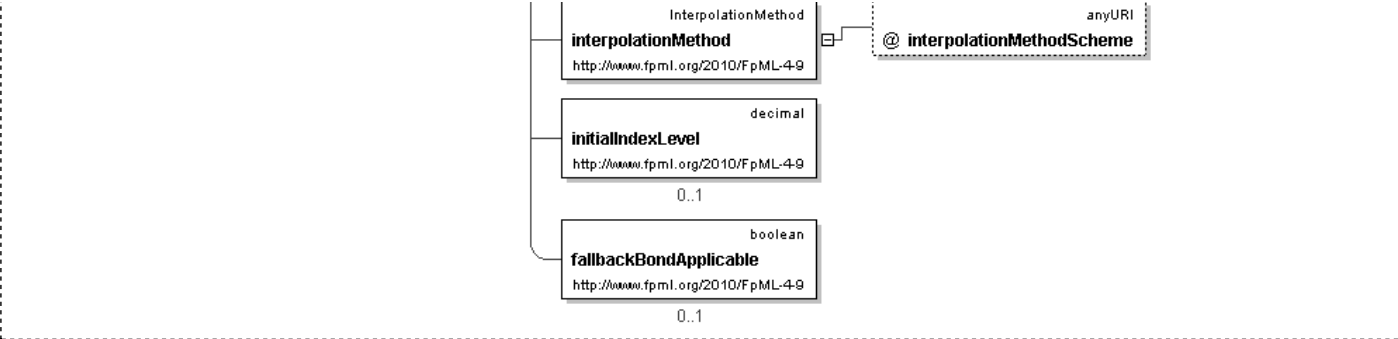 InterpolationMethod
interpolationMethod
http://www.fpml.org/2010/FpML-4-9
anyURI
@ interpolationMethodScheme
decimal
initialIndexLevel
http://www.fpml.org/2010/FpML-4-9
0..1
boolean
fallbackBondApplicable
http://www.fpml.org/2010/FpML-4-9
0..1